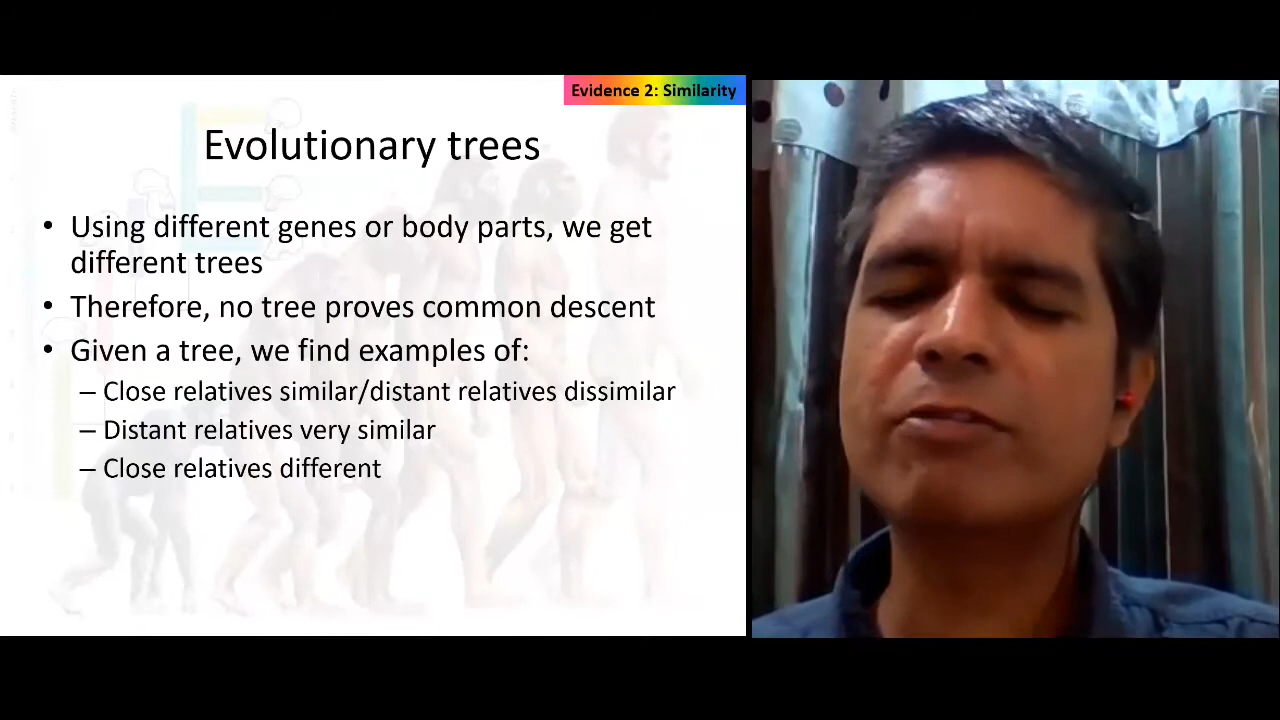 Evidence 2: Similarity
Evolutionary trees
• Using different genes or body parts, we get
different trees
• Therefore, no tree proves common descent
• Given a tree, we find examples of:
– Close relatives similar/distant relatives dissimilar
– Distant relatives very similar
– Close relatives different